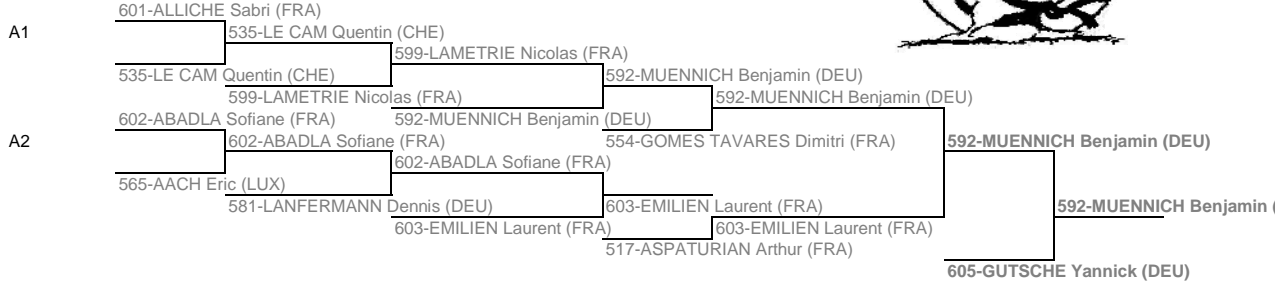 601-ALLICHE Sabri (FRA)
A1
535-LE CAM Quentin (CHE)
599-LAMETRIE Nicolas (FRA)
535-LE CAM Quentin (CHE)
592-MUENNICH Benjamin (DEU)
599-LAMETRIE Nicolas (FRA)
592-MUENNICH Benjamin (DEU)
602-ABADLA Sofiane (FRA)
592-MUENNICH Benjamin (DEU)
A2
602-ABADLA Sofiane (FRA)
554-GOMES TAVARES Dimitri (FRA)
592-MUENNICH Benjamin (DEU)
602-ABADLA Sofiane (FRA)
565-AACH Eric (LUX)
581-LANFERMANN Dennis (DEU)
603-EMILIEN Laurent (FRA)
592-MUENNICH Benjamin (
603-EMILIEN Laurent (FRA)
603-EMILIEN Laurent (FRA)
517-ASPATURIAN Arthur (FRA)
605-GUTSCHE Yannick (DEU)